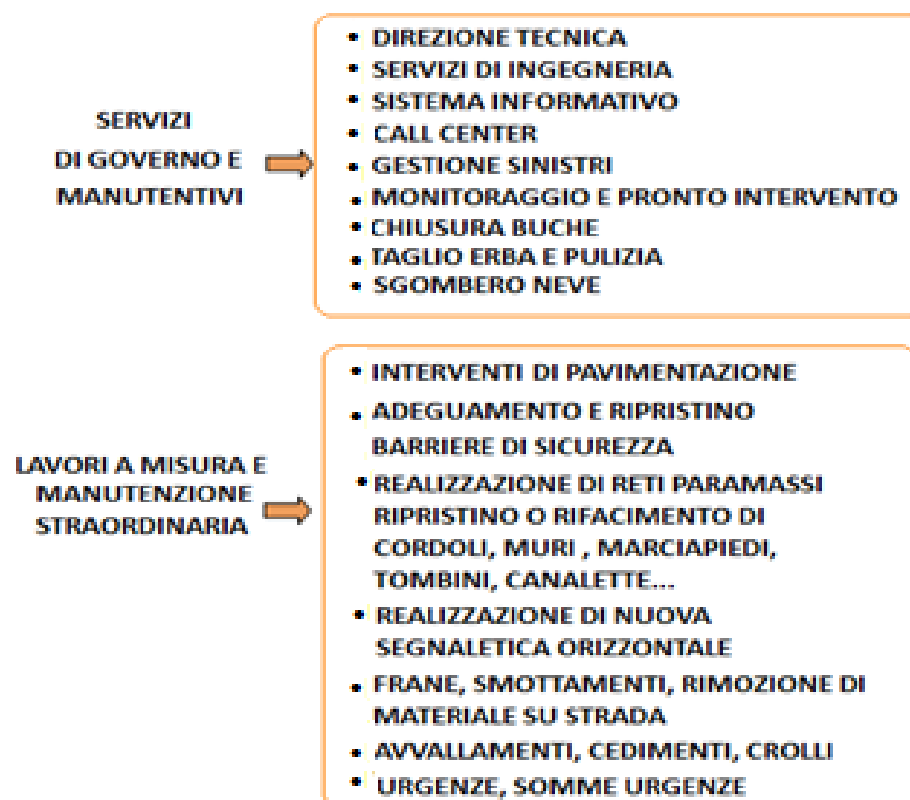 SERVIZI
DI GOVERNO E
MANUTENTIVI
• DIREZIONE TECNICA
• SERVIZI DI INGEGNERIA
• SISTEMA INFORMATIVO
• CALL CENTER
• GESTIONE SINISTRI
• MONITORAGGIO E PRONTO INTERVENTO
• CHIUSURA BUCHE
• TAGLIO ERBA E PULIZIA
• SGOMBERO NEVE
LAVORI A MISURA E
MANUTENZIONE
STRAORDINARIA
• INTERVENTI DI PAVIMENTAZIONE
• ADEGUAMENTO E RIPRISTINO
BARRIERE DI SICUREZZA
• REALIZZAZIONE DI RETI PARAMASSI
RIPRISTINO O RIFACIMENTO DI
CORDOLI, MURI , MARCIAPIEDI,
TOMBINI, CANALETTE...
• REALIZZAZIONE DI NUOVA
SEGNALETICA ORIZZONTALE
• FRANE, SMOTTAMENTI, RIMOZIONE DI
MATERIALE SU STRADA
• AVVALLAMENTI, CEDIMENTI, CROLLI
• URGENZE, SOMME URGENZE